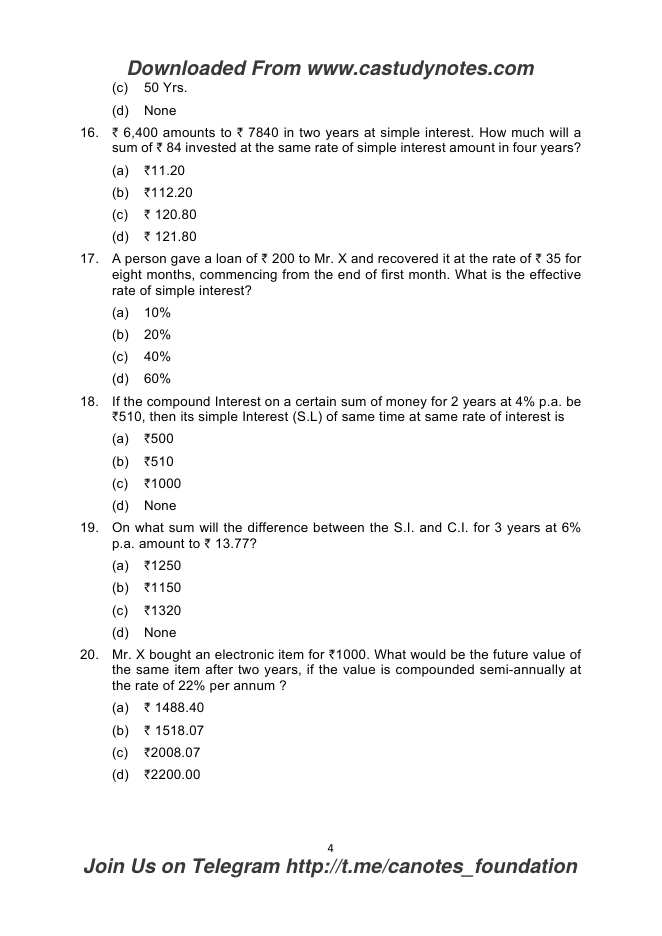 Downloaded From www.castudynotes.com
(c) 50 Yrs.
(d) None
16. ₹ 6,400 amounts to ₹ 7840 in two years at simple interest. How much will a
sum of ₹ 84 invested at the same rate of simple interest amount in four years?
(a) ₹11.20
(b) ₹112.20
(c) ₹ 120.80
(d) ₹ 121.80
17. A person gave a loan of ₹ 200 to Mr. X and recovered it at the rate of ₹ 35 for
eight months, commencing from the end of first month. What is the effective
rate of simple interest?
(a) 10%
(b) 20%
(c) 40%
(d) 60%
18. If the compound Interest on a certain sum of money for 2 years at 4% p.a. be
₹510, then its simple Interest (S.L) of same time at same rate of interest is
(a) ₹500
(b) ₹510
(c) ₹1000
(d) None
19. On what sum will the difference between the S.I. and C.I. for 3 years at 6%
p.a. amount to ₹ 13.77?
(a) ₹1250
(b) ₹1150
(c) ₹1320
(d) None
20. Mr. X bought an electronic item for ₹1000. What would be the future value of
the same item after two years, if the value is compounded semi-annually at
the rate of 22% per annum ?
(a) ₹ 1488.40
(b) ₹ 1518.07
(c) ₹2008.07
(d) ₹2200.00
4
Join Us on Telegram http://t.me/canotes_foundation